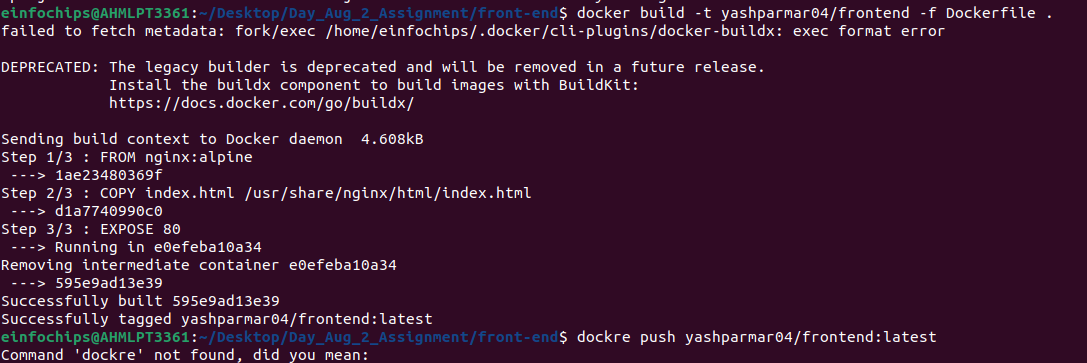 einfochips@AHMLPT3361:~/Desktop/Day_Aug_2_Assignment/front-end$ docker build -t yashparmar04/frontend -f Dockerfile .
failed to fetch metadata: fork/exec /home/einfochips/.docker/cli-plugins/docker-buildx: exec format error

DEPRECATED: The legacy builder is deprecated and will be removed in a future release.
            Install the buildx component to build images with BuildKit:
            https://docs.docker.com/go/buildx/

Sending build context to Docker daemon  4.608kB
Step 1/3 : FROM nginx:alpine
 ---> 1ae23480369f
Step 2/3 : COPY index.html /usr/share/nginx/html/index.html
 ---> d1a7740990c0
Step 3/3 : EXPOSE 80
 ---> Running in e0efeba10a34
Removing intermediate container e0efeba10a34
 ---> 595e9ad13e39
Successfully built 595e9ad13e39
Successfully tagged yashparmar04/frontend:latest
einfochips@AHMLPT3361:~/Desktop/Day_Aug_2_Assignment/front-end$ dockre push yashparmar04/frontend:latest
Command 'dockre' not found, did you mean: